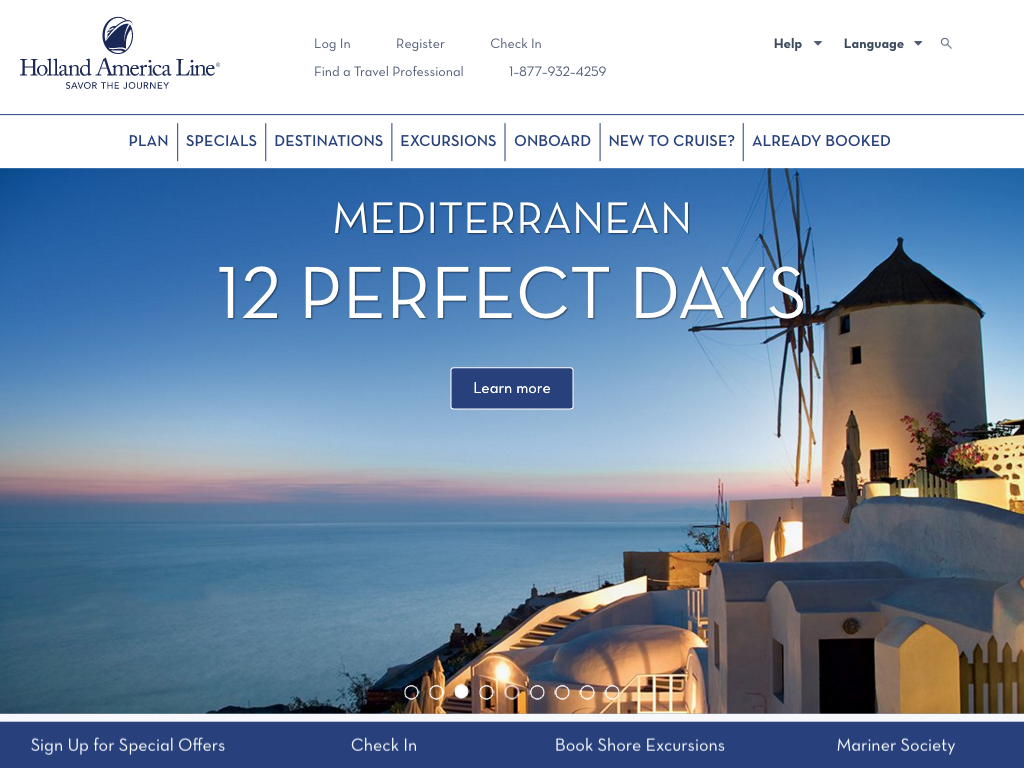 Holland America Line®
SAVOR THE JOURNEY
Log In Register Check In
Find a Travel Professional 1-877-932-4259
Help Language
PLAN SPECIALS DESTINATIONS EXCURSIONS ONBOARD NEW TO CRUISE? ALREADY BOOKED
MEDITERRANEAN
12 PERFECT DAYS
Learn more
Sign Up for Special Offers Check In Book Shore Excursions Mariner Society